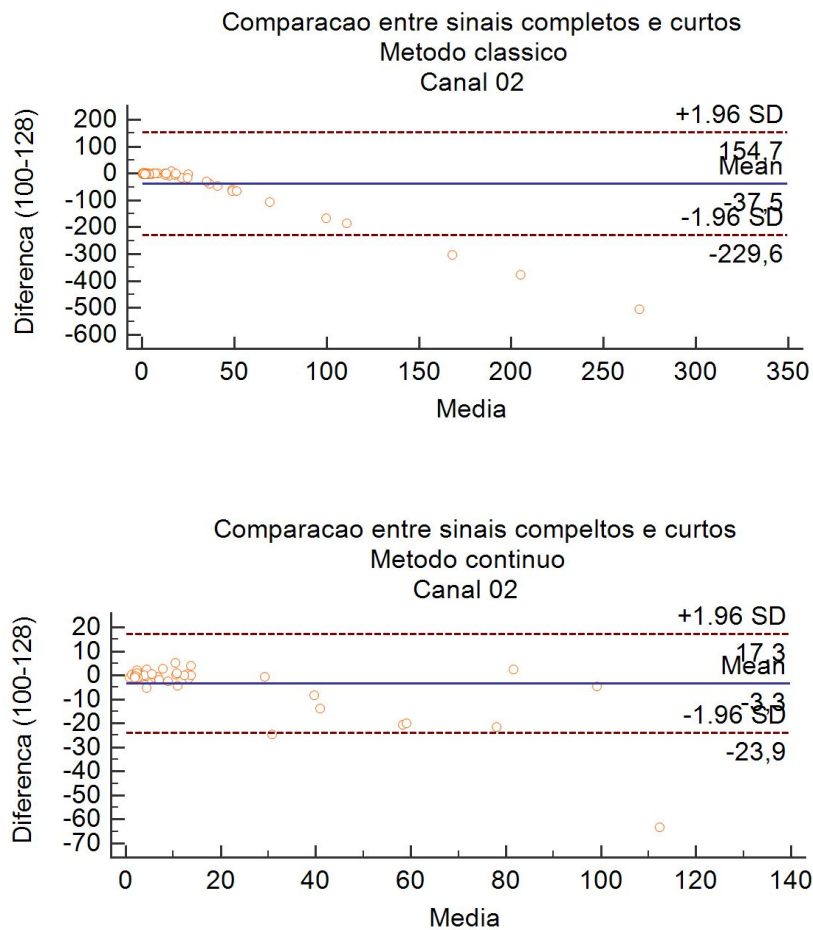 Comparacao entre sinais completos e curtos
Metodo classico
Canal 02
Diferenca (100-128)
200
100
0
-100
-200
-300
-400
-500
-600
+1.96 SD
154,7
Mean
-37,5
-1.96 SD
-229,6
0 50 100 150 200 250 300 350
Media
Comparacao entre sinais compeltos e curtos
Metodo continuo
Canal 02
Diferenca (100-128)
20
10
0
-10
-20
-30
-40
-50
-60
-70
+1.96 SD
17,3
Mean
-3,3
-1.96 SD
-23,9
0 20 40 60 80 100 120 140
Media